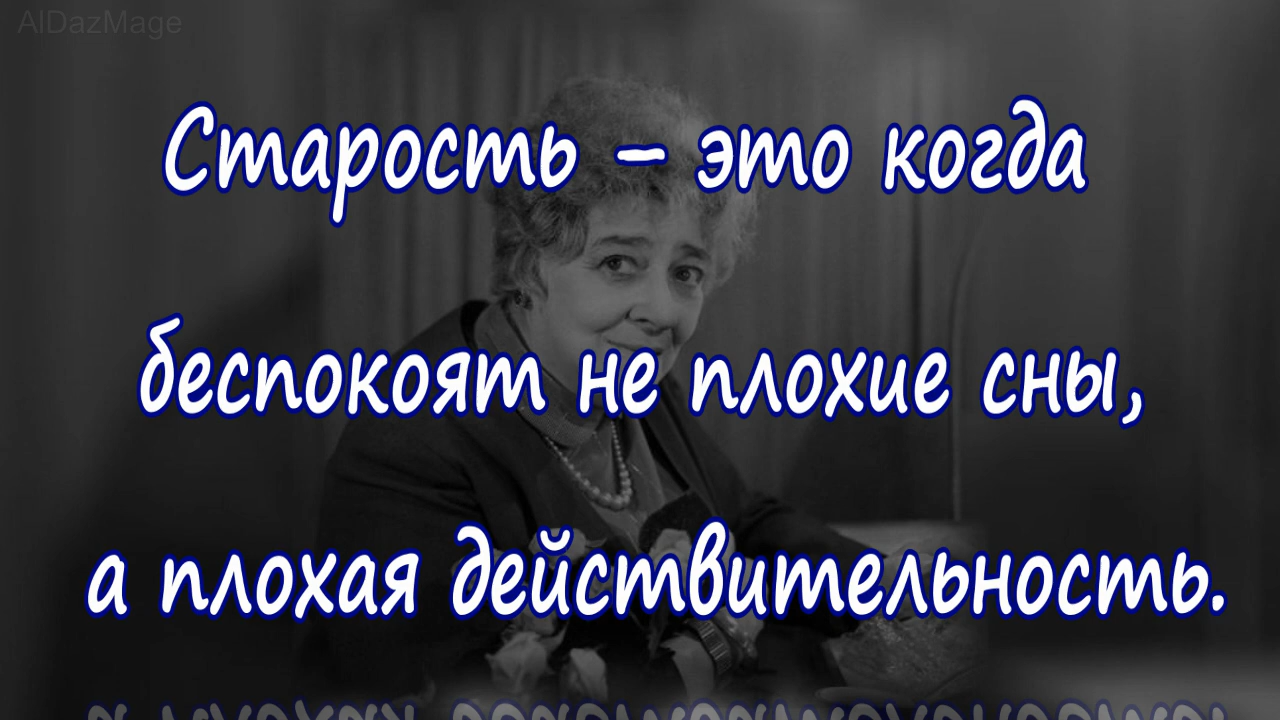 AlDazMage
Старость – это когда
беспокоят не плохие сны,
а плохая действительность.